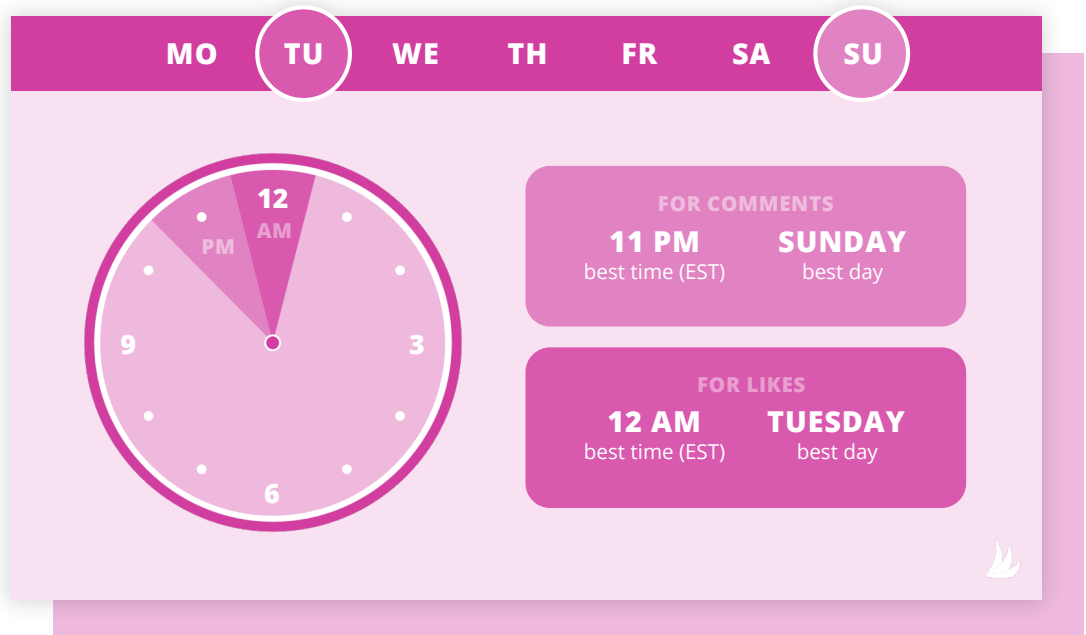 MO TU WE TH FR SA SU
12
AM
PM
9
3
6
FOR COMMENTS
11 PM SUNDAY
best time (EST) best day
FOR LIKES
12 AM TUESDAY
best time (EST) best day